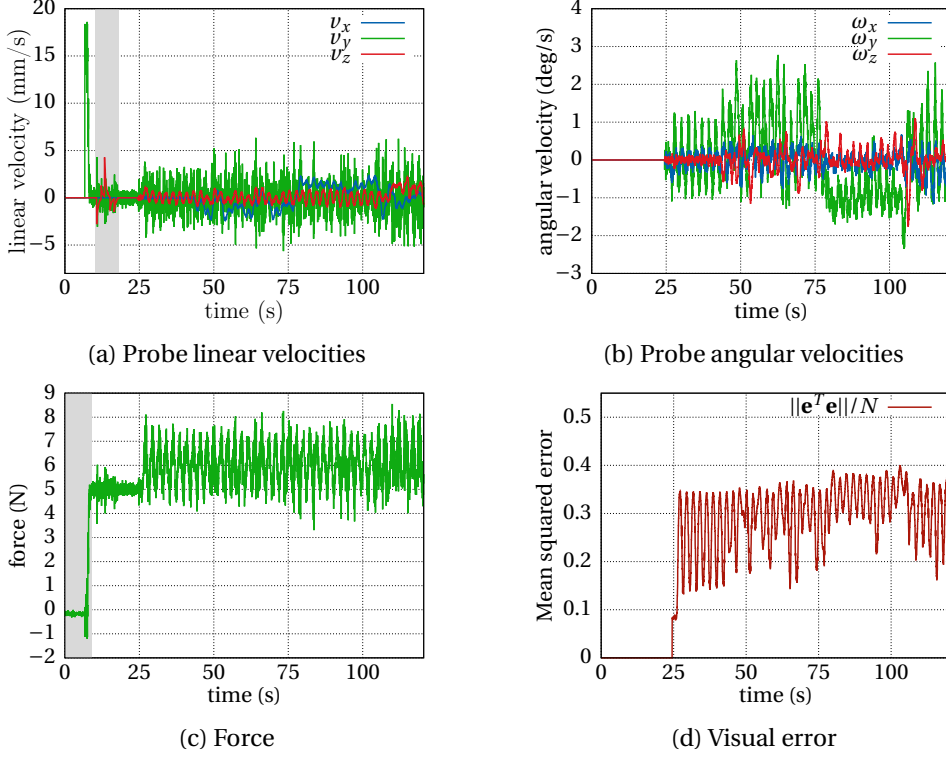 20
15
10
5
0
−5
0 25 50 75 100
linear velocity (mm/s)
time (s)
v_x
v_y
v_z
(a) Probe linear velocities
4
3
2
1
0
−1
−2
−3
0 25 50 75 100
angular velocity (deg/s)
time (s)
ω_x
ω_y
ω_z
(b) Probe angular velocities
9
8
7
6
5
4
3
2
1
0
−1
−2
0 25 50 75 100
force (N)
time (s)
(c) Force
0.5
0.4
0.3
0.2
0.1
0
0 25 50 75 100
Mean squared error
time (s)
||e^T e||/N
(d) Visual error